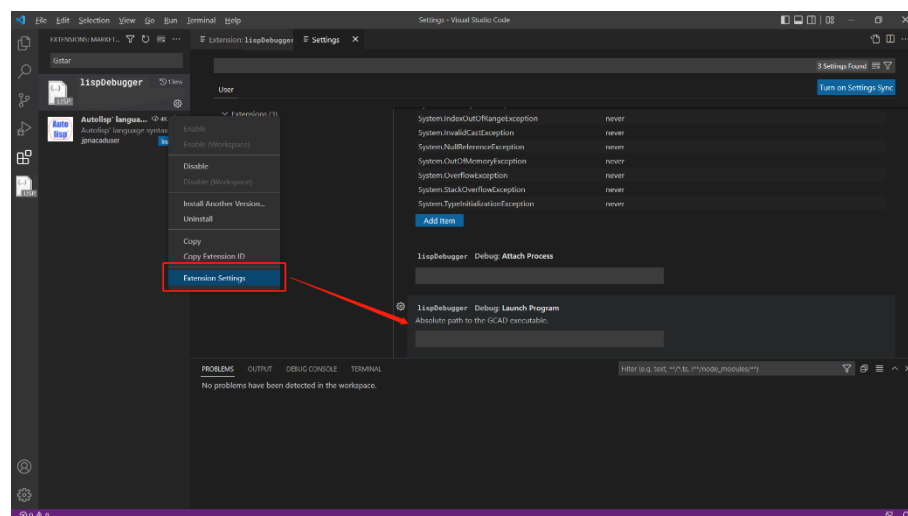 File Edit Selection View Go Run Terminal Help
Settings - Visual Studio Code
EXTENSIONS: MARKET...
Extension: lispDebugger
Settings
Gstar
3 Settings Found
lispDebugger 13ms
LISP
User
Turn on Settings Sync
Extensions (3)
Auto lisp
Autolisp' langua...
Autolisp' language syntax
jpnacaduser
LISP
Enable
Enable (Workspace)
Disable
Disable (Workspace)
Install Another Version...
Uninstall
Copy
Copy Extension ID
Extension Settings
System.IndexOutOfRangeException never
System.InvalidCastException never
System.NullReferenceException never
System.OutOfMemoryException never
System.OverflowException never
System.StackOverflowException never
System.TypeInitializationException never
Add Item
lispDebugger Debug: Attach Process
lispDebugger Debug: Launch Program
Absolute path to the GCAD executable.
PROBLEMS OUTPUT DEBUG CONSOLE TERMINAL
Filter (e.g. text, **/*.ts, !**/node_modules/**)
No problems have been detected in the workspace.